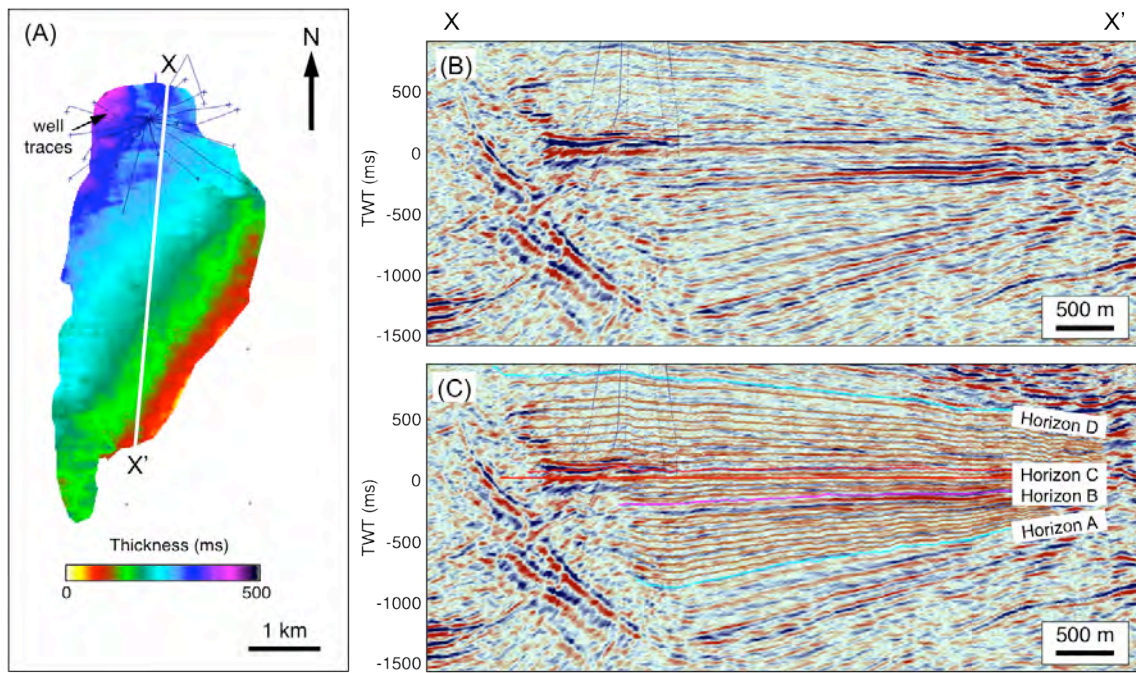 (A)
N
X
well
traces
X'
Thickness (ms)
0
500
1 km
X
X'
(B)
500
0
-500
-1000
-1500
TWT (ms)
500 m
(C)
500
0
-500
-1000
-1500
TWT (ms)
Horizon D
Horizon C
Horizon B
Horizon A
500 m